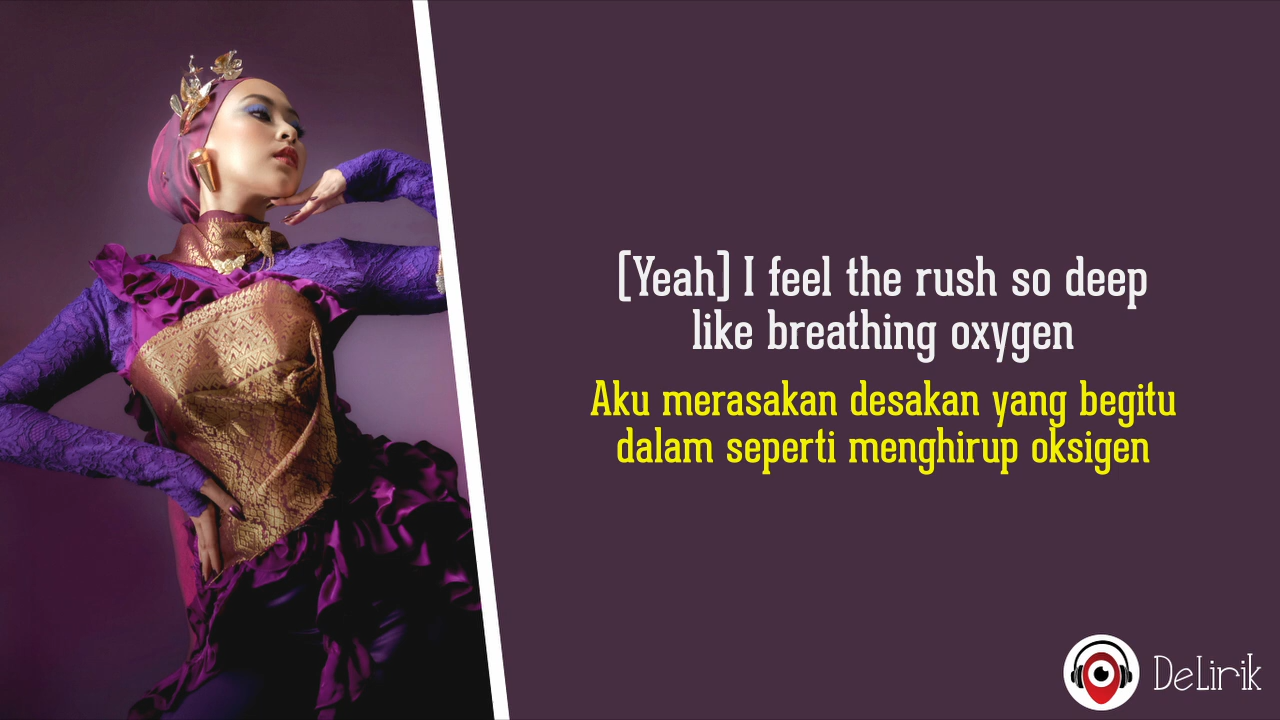 (Yeah) I feel the rush so deep
like breathing oxygen
Aku merasakan desakan yang begitu
dalam seperti menghirup oksigen
DeLirik